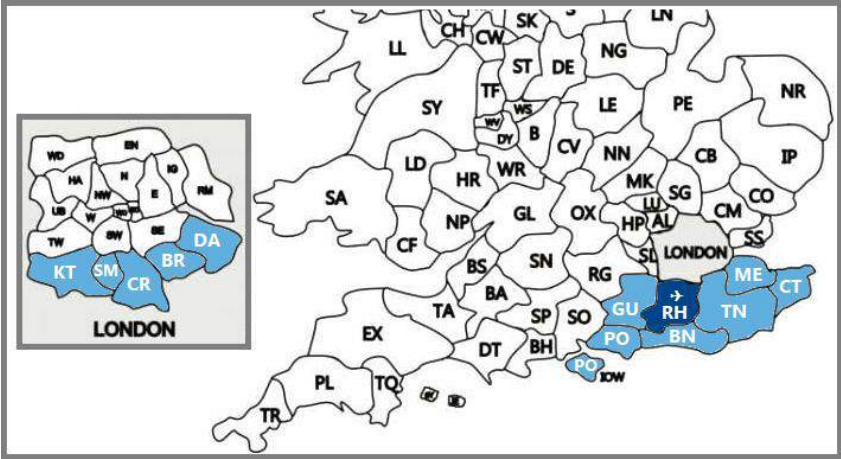 LN
SK
CH
CW
LL
NG
ST
DE
TF
NR
SY
WS
LE
PE
WV
DY
B
CV
WD
EN
NN
CB
IP
LD
HR
WR
HA
N
IG
MK
SG
NW
E
RM
SA
LU
CO
UB
W
GL
OX
HP
AL
CM
NP
TW
SW
SE
DA
CF
SS
LONDON
KT
SM
CR
BR
BS
SN
SL
RG
ME
CT
BA
GU
RH
TN
TA
SP
SO
LONDON
EX
DT
BH
PO
BN
PO
IOW
PL
TQ
TR